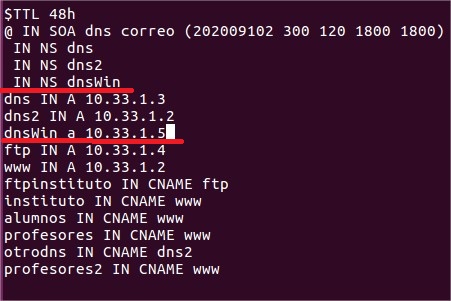 $TTL 48h
@ IN SOA dns correo (202009102 300 120 1800 1800)
IN NS dns
IN NS dns2
IN NS dnsWin
dns IN A 10.33.1.3
dns2 IN A 10.33.1.2
dnsWin a 10.33.1.5
ftp IN A 10.33.1.4
www IN A 10.33.1.2
ftpinstituto IN CNAME ftp
instituto IN CNAME www
alumnos IN CNAME www
profesores IN CNAME www
otrodns IN CNAME dns2
profesores2 IN CNAME www